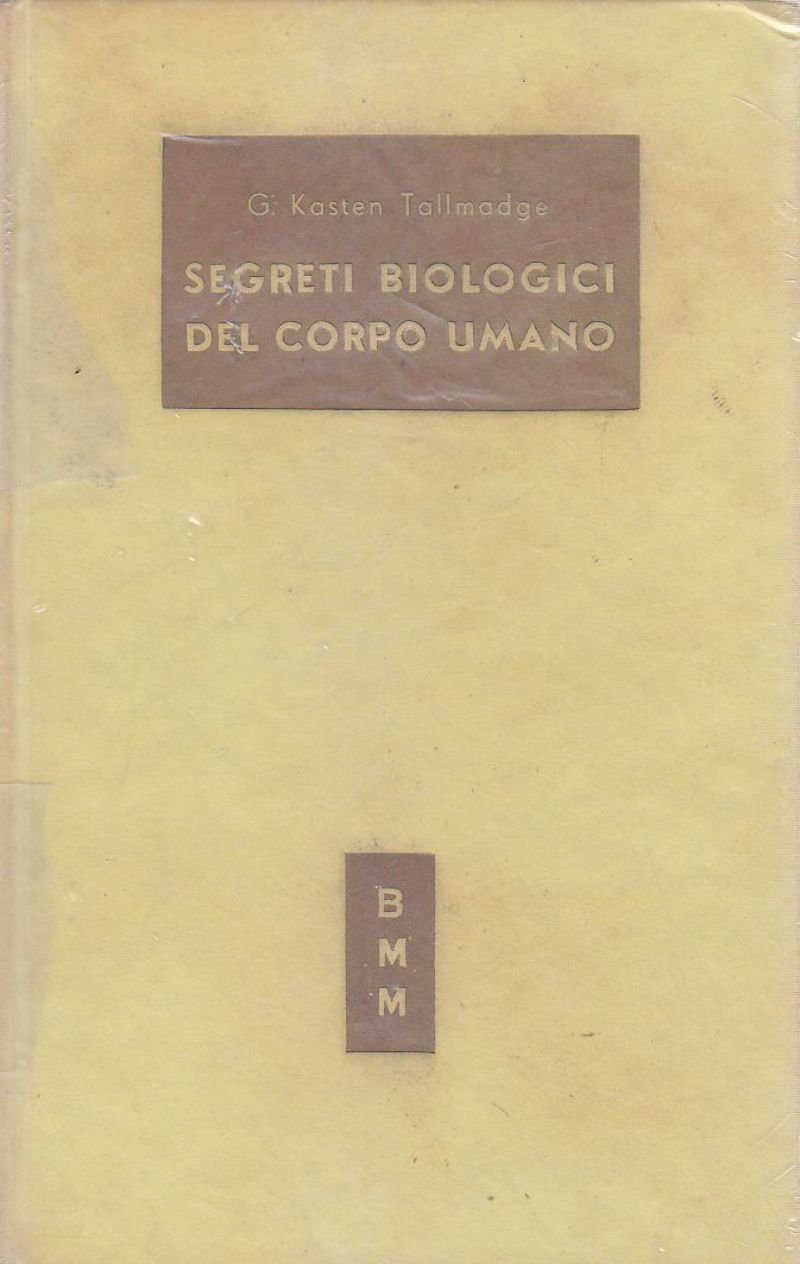 G. Kasten Tallmadge
SEGRETI BIOLOGICI
DEL CORPO UMANO
B
M
M